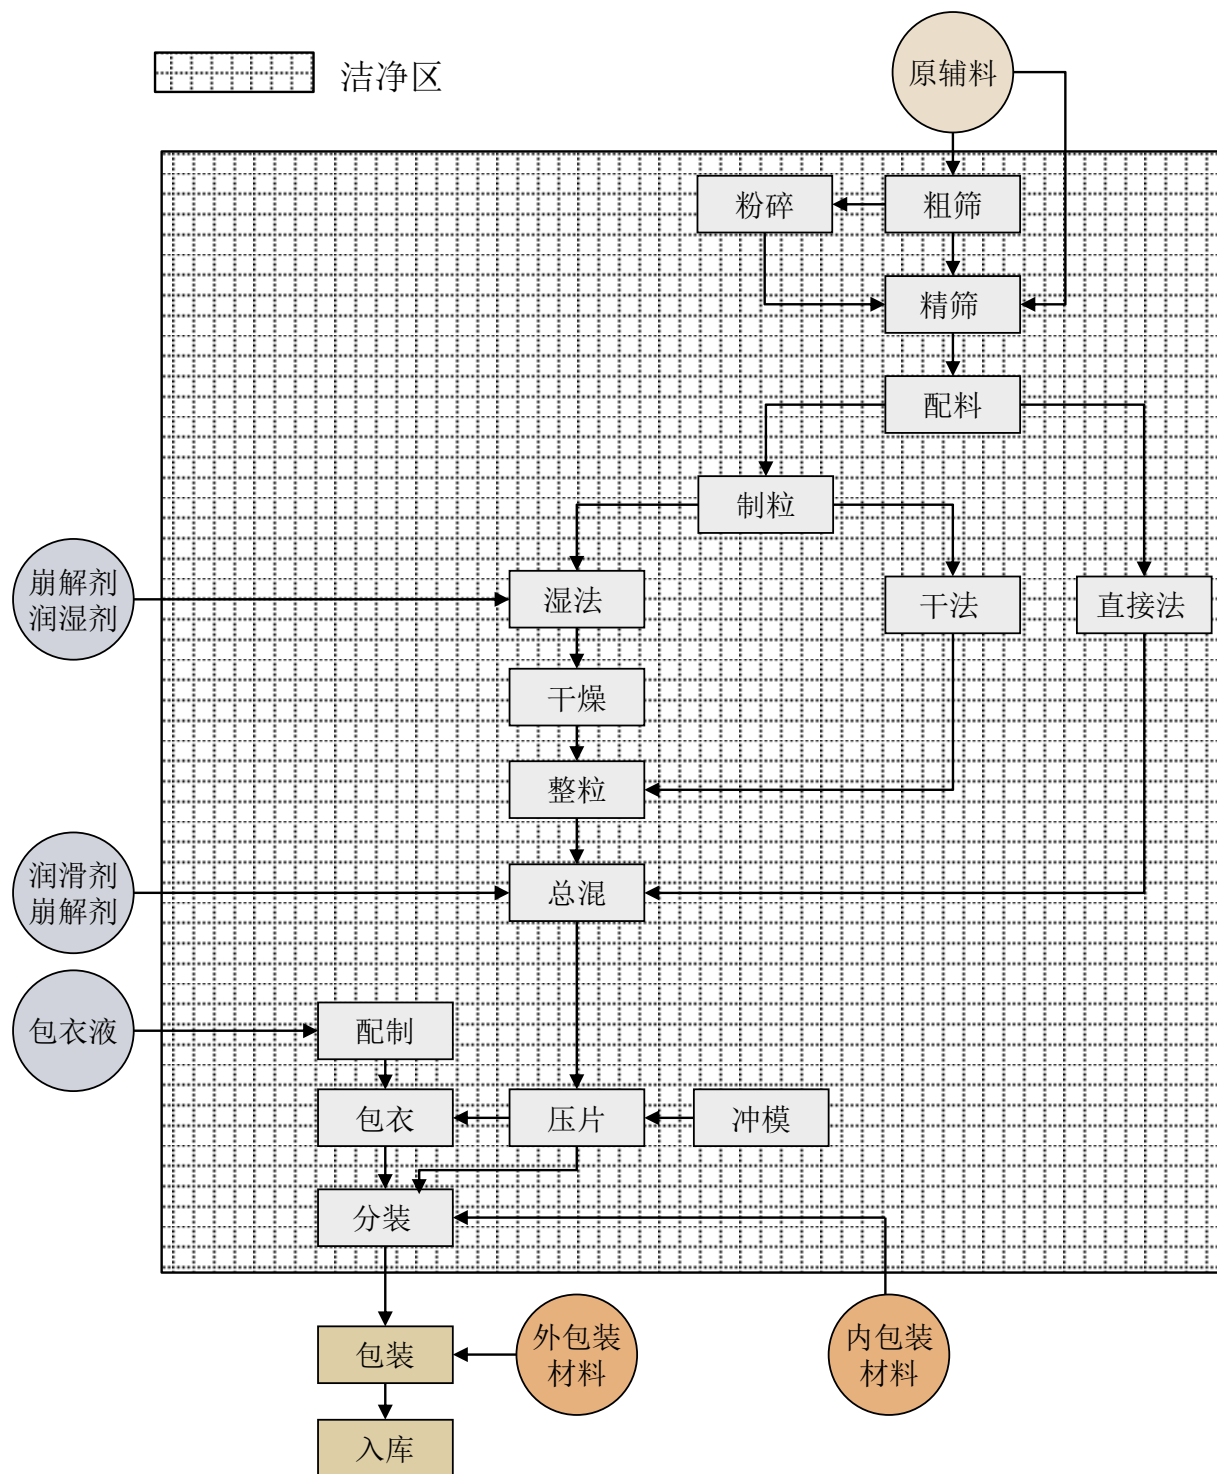 洁净区
原辅料
粉碎
粗筛
精筛
配料
制粒
崩解剂
润湿剂
湿法
干法
直接法
干燥
整粒
润滑剂
崩解剂
总混
包衣液
配制
包衣
压片
冲模
分装
包装
外包装
材料
内包装
材料
入库